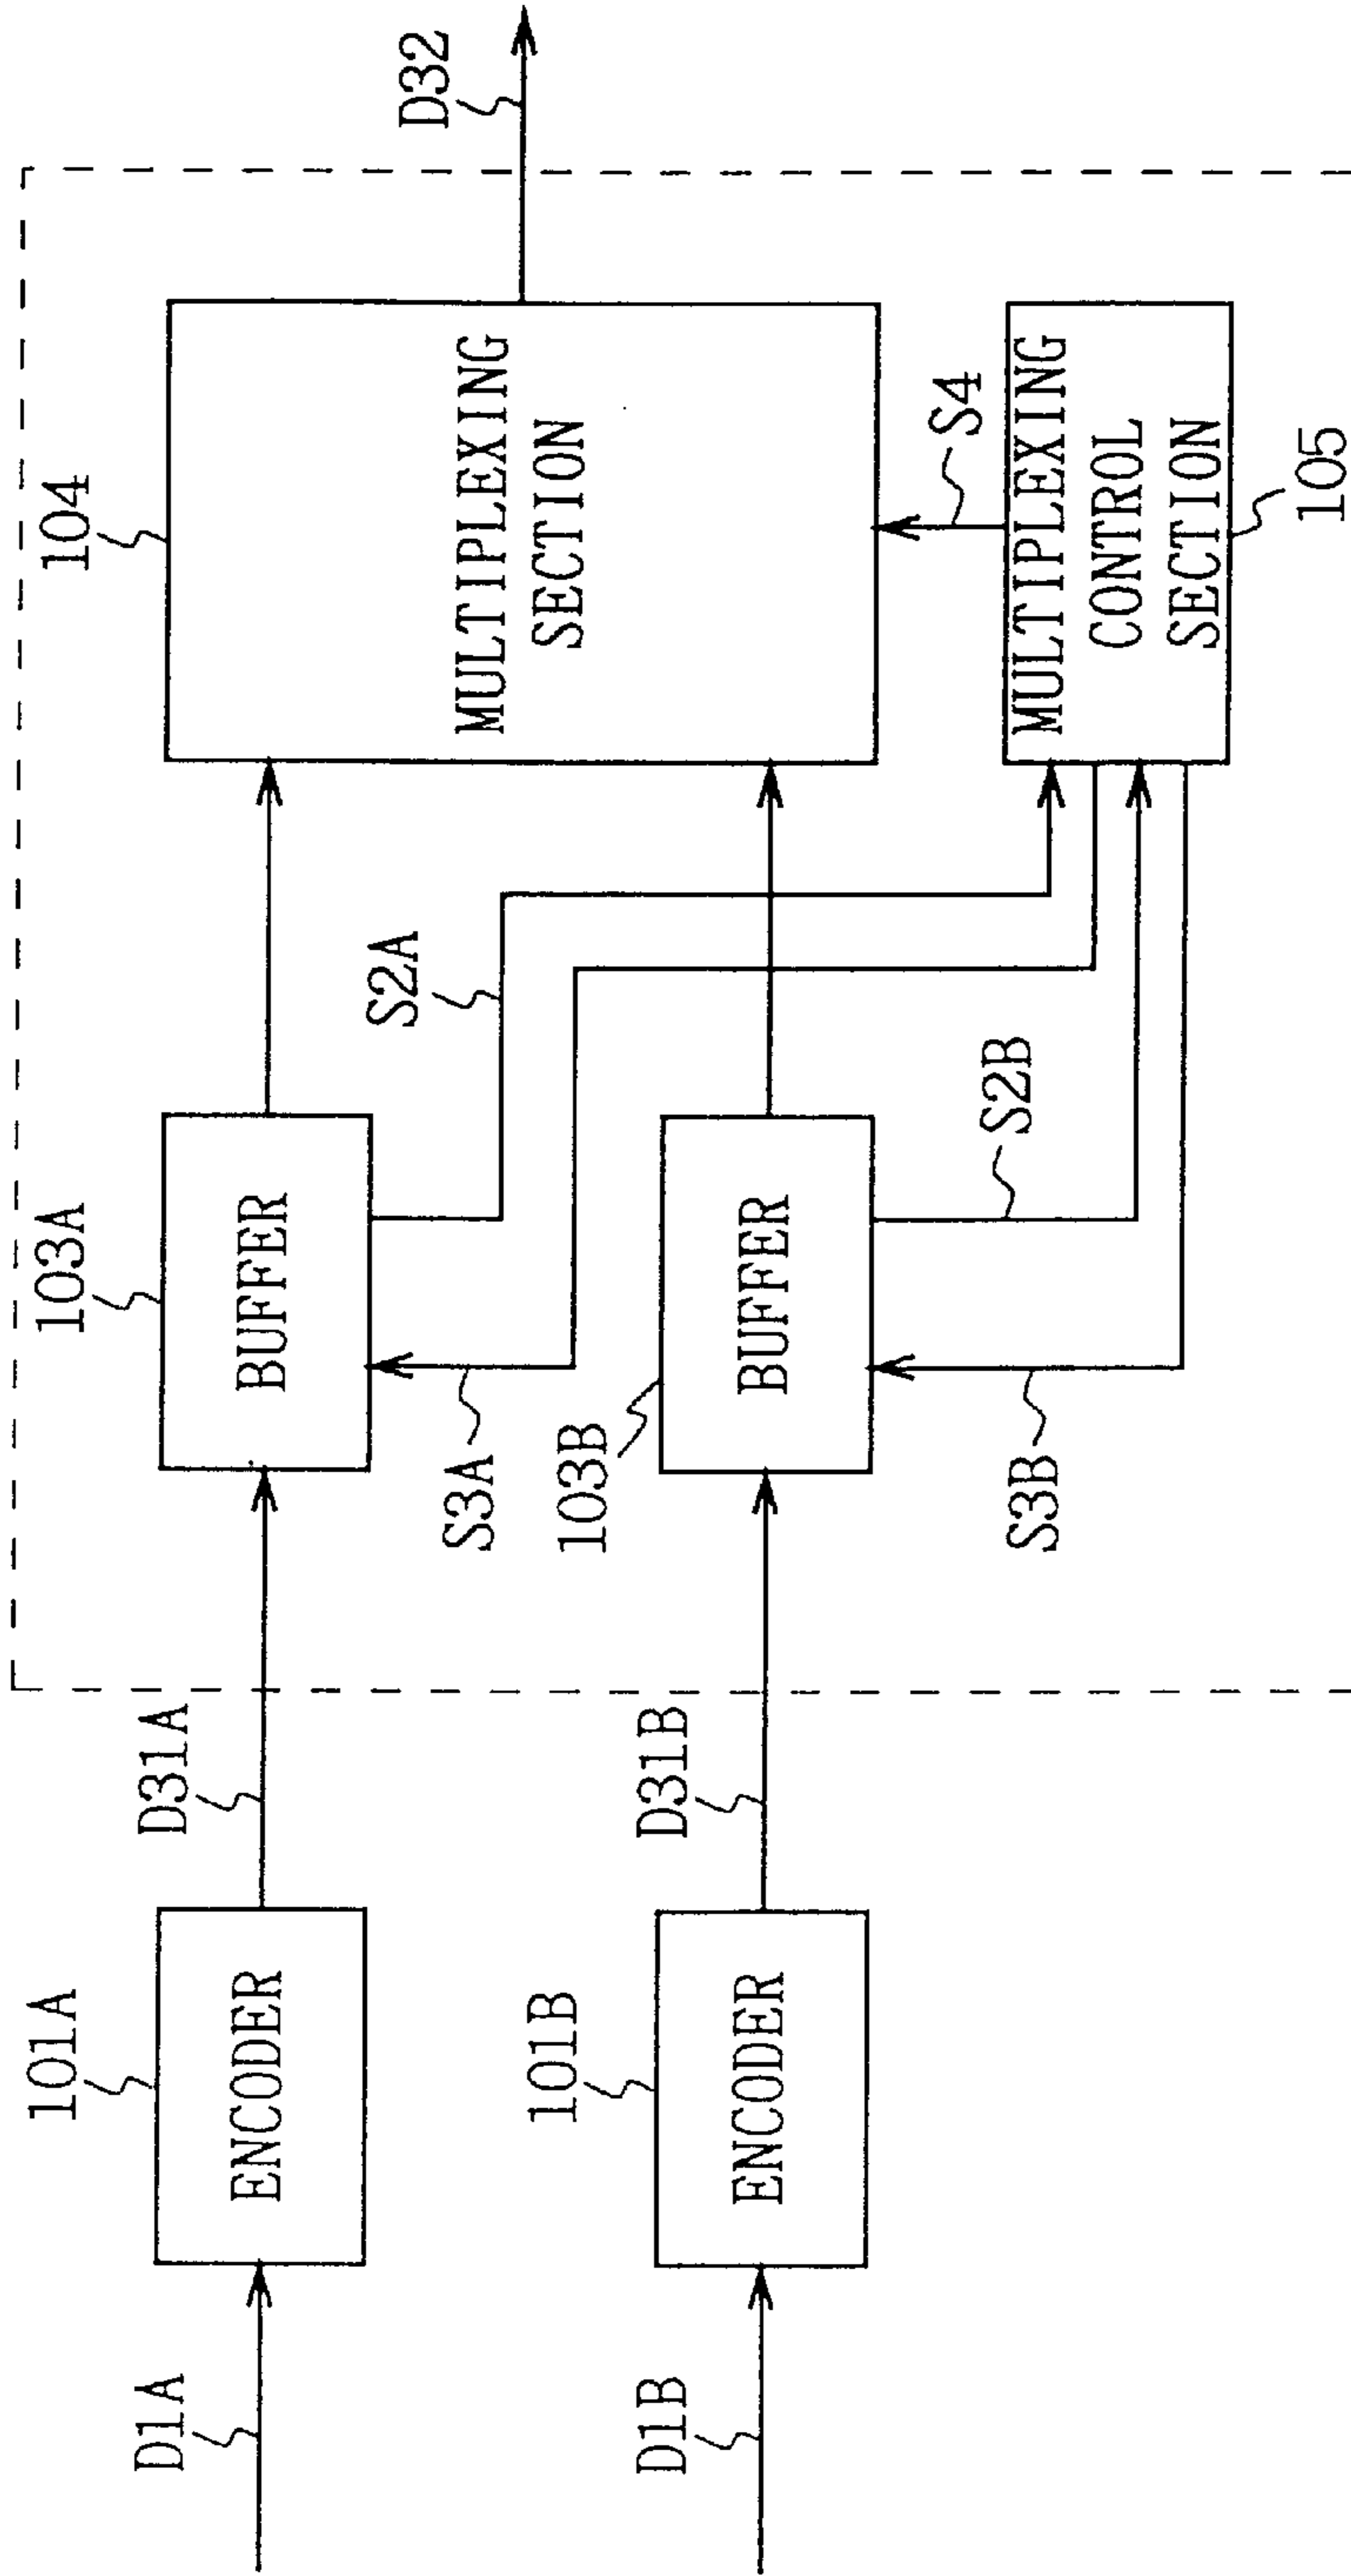 D1A
101A
ENCODER
D31A
103A
BUFFER
S3A
S2A
104
MULTIPLEXING
SECTION
D32
D1B
101B
ENCODER
D31B
103B
BUFFER
S3B
S2B
S4
MULTIPLEXING
CONTROL
SECTION
105